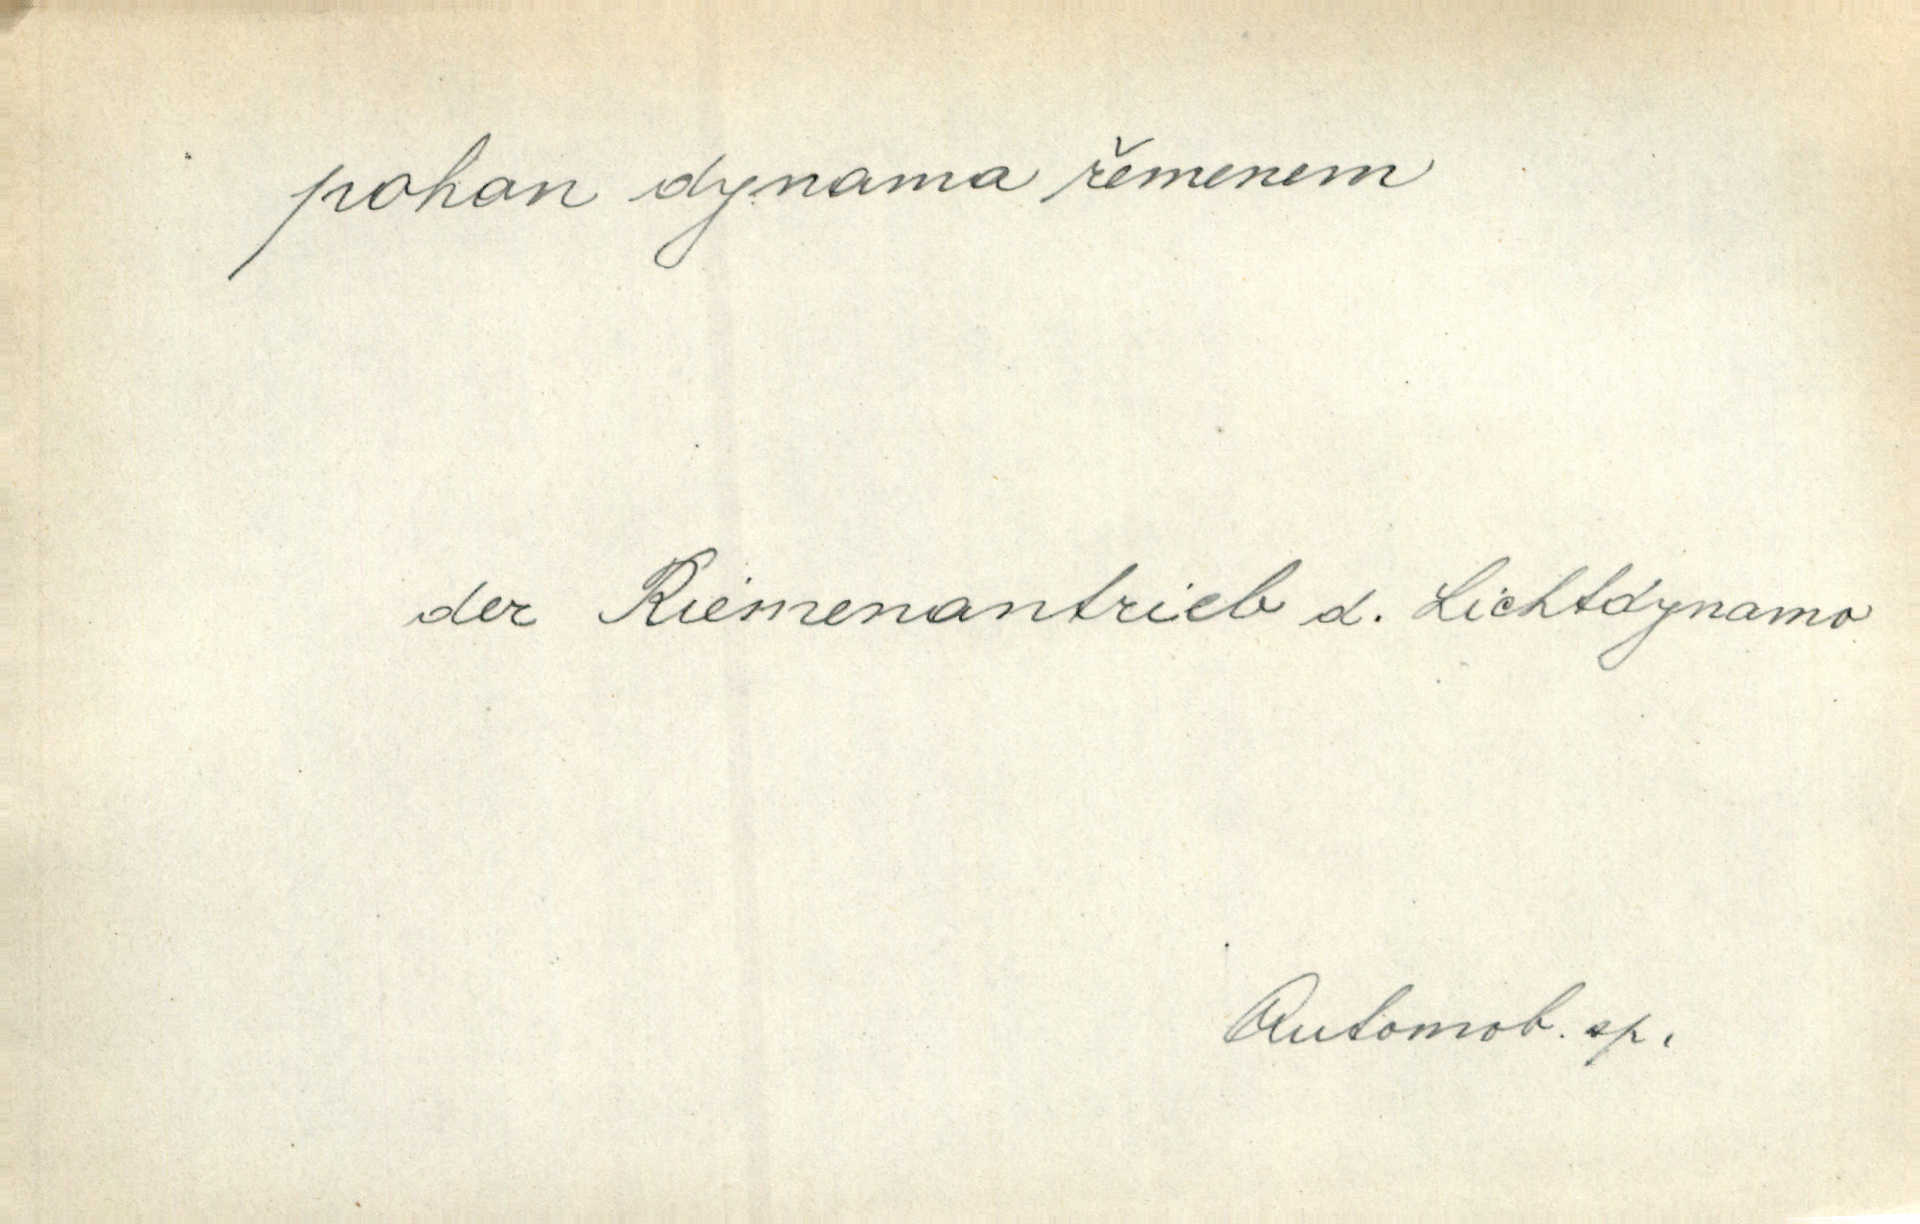 pohan dynama řemenem
der Riemenantrieb d. Lichtdynamo
Automob. sp.